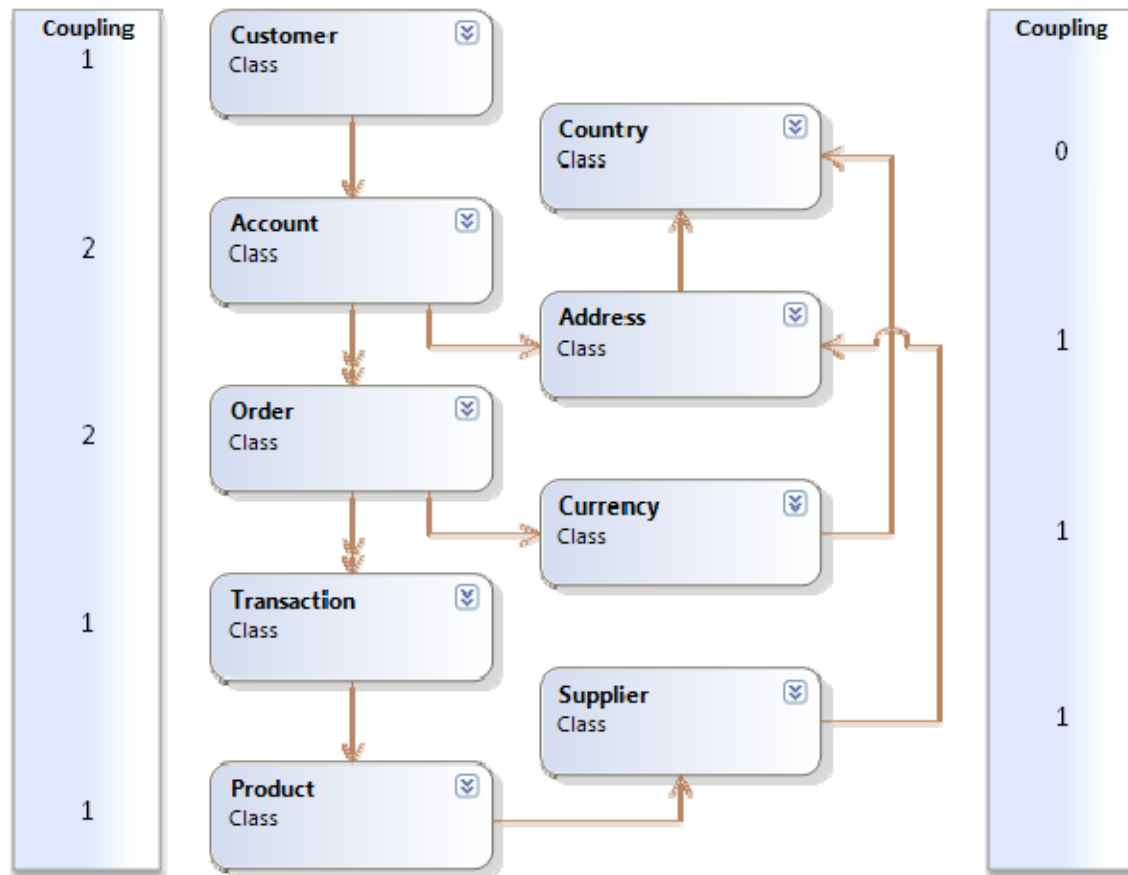 Coupling
1
2
2
1
1
Customer
Class
Account
Class
Order
Class
Transaction
Class
Product
Class
Country
Class
Address
Class
Currency
Class
Supplier
Class
Coupling
0
1
1
1